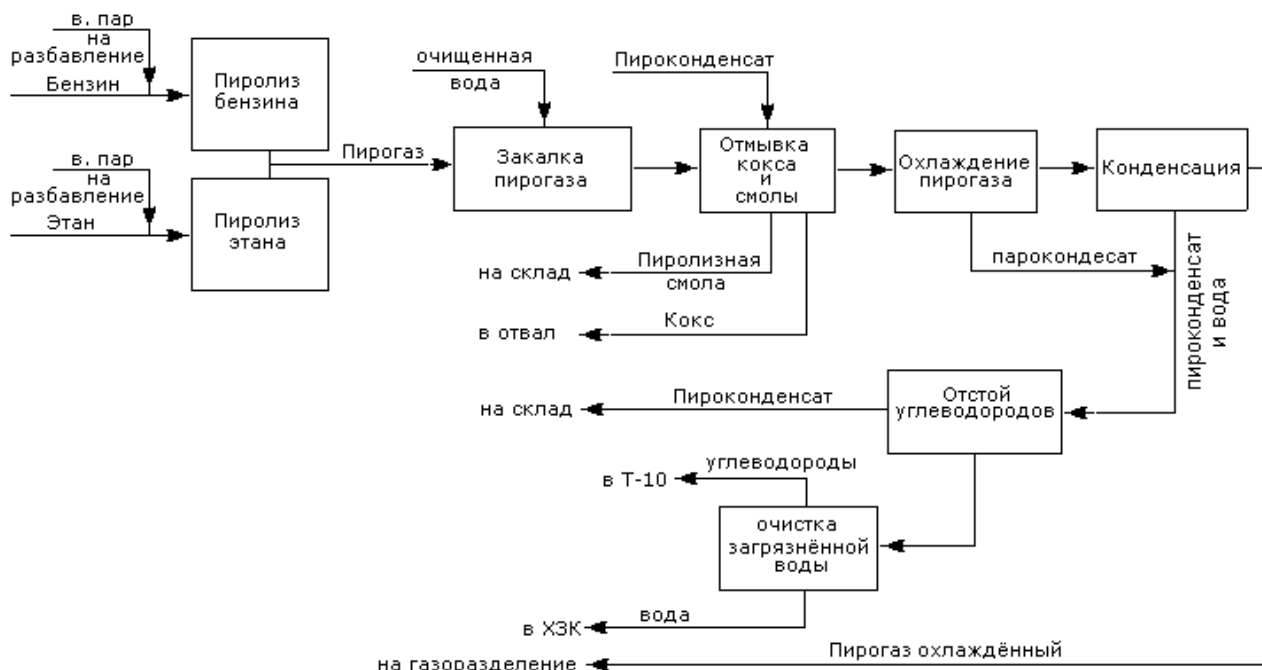 в. пар
на
разбавление
Бензин
Пиролиз
бензина
в. пар
на
разбавление
Этан
Пиролиз
этана
Пирогаз
очищенная
вода
Закалка
пирогаза
Пироконденсат
Отмывка
кокса
и
смолы
Охлаждение
пирогаза
Конденсация
на склад
Пиролизная
смола
в отвал
Кокс
парокондесат
пироконденсат
и вода
на склад
Пироконденсат
Отстой
углеводородов
в Т-10
углеводороды
очистка
загрязнённой
воды
в ХЗК
вода
на газоразделение
Пирогаз охлаждённый